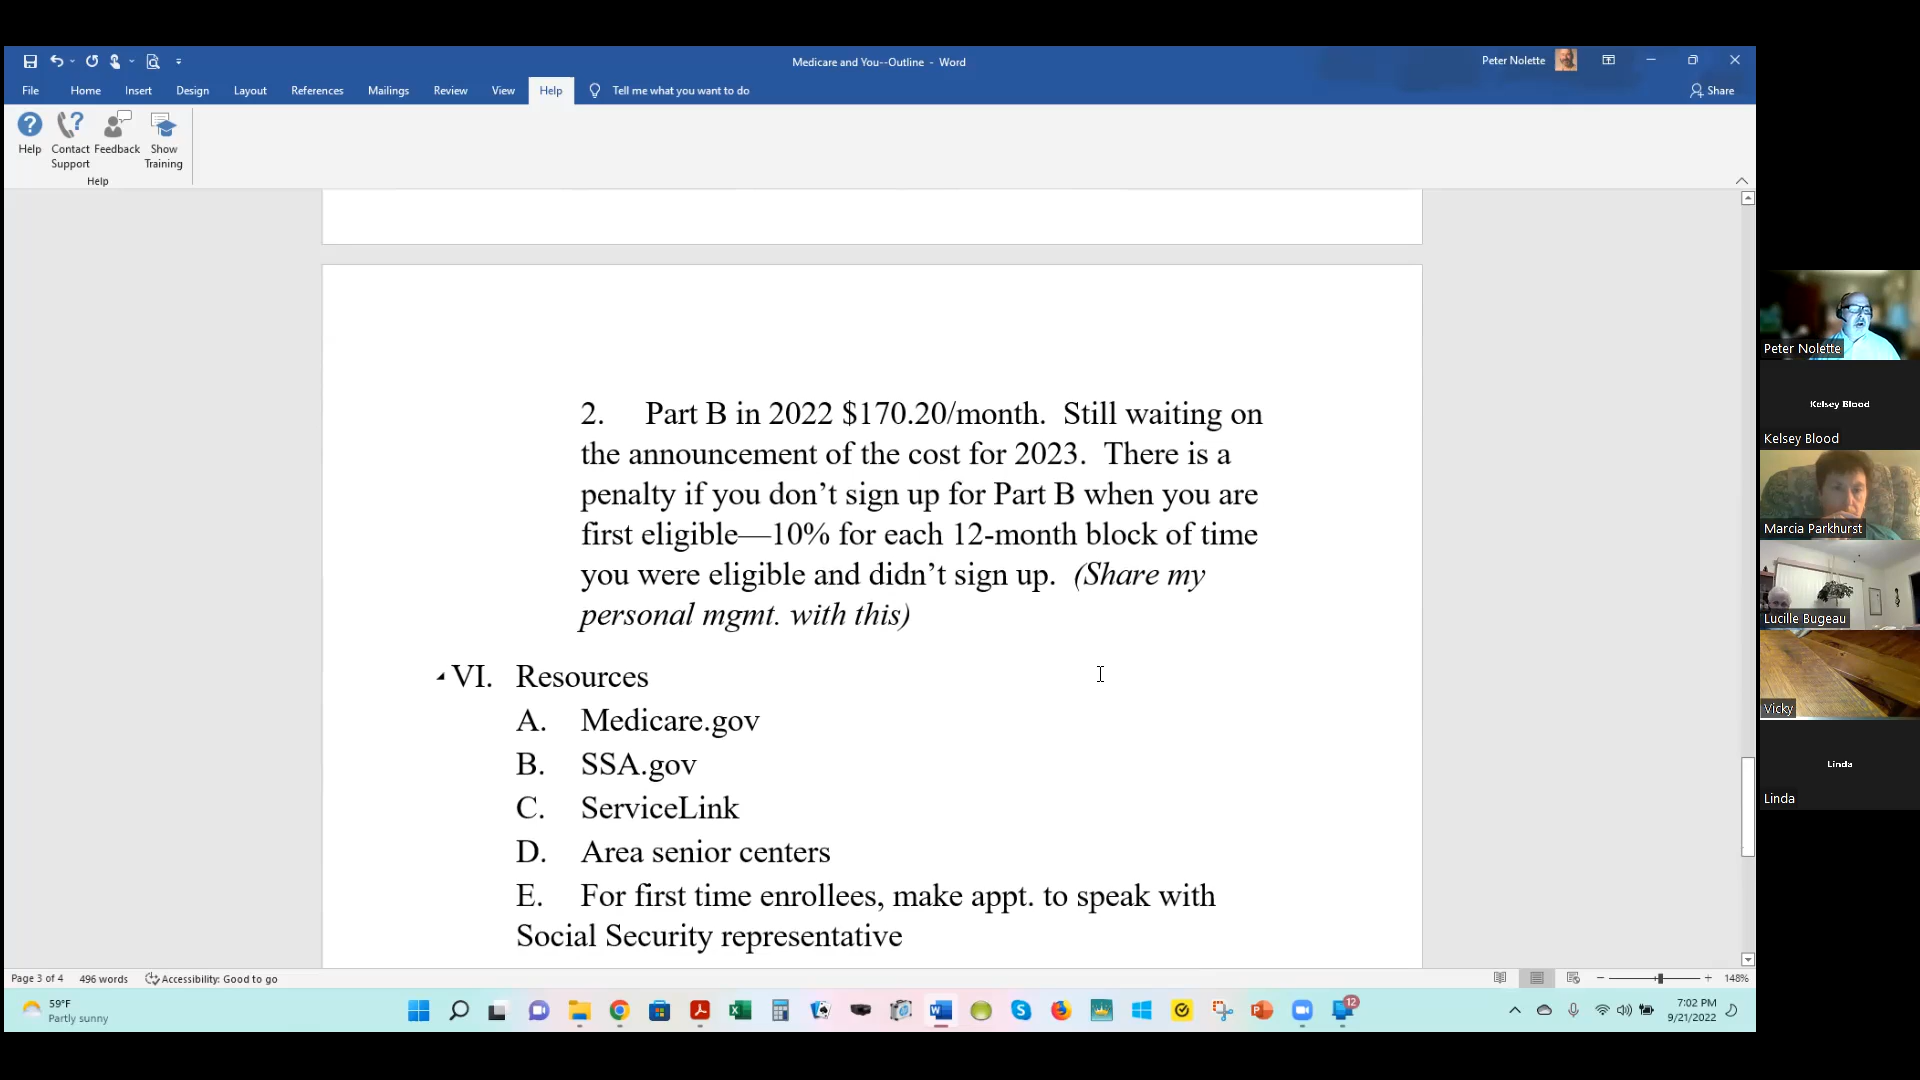 Medicare and You--Outline - Word
Peter Nolette
File Home Insert Design Layout References Mailings Review View Help Tell me what you want to do
Share
Help Contact Support Feedback Show Training
Help
2. Part B in 2022 $170.20/month. Still waiting on
the announcement of the cost for 2023. There is a
penalty if you don’t sign up for Part B when you are
first eligible—10% for each 12-month block of time
you were eligible and didn’t sign up. (Share my
personal mgmt. with this)
VI. Resources
A. Medicare.gov
B. SSA.gov
C. ServiceLink
D. Area senior centers
E. For first time enrollees, make appt. to speak with
Social Security representative
Peter Nolette
Kelsey Blood
Kelsey Blood
Marcia Parkhurst
Lucille Bugeau
Vicky
Linda
Linda
Page 3 of 4 496 words Accessibility: Good to go
148%
59°F
Partly sunny
12
7:02 PM
9/21/2022